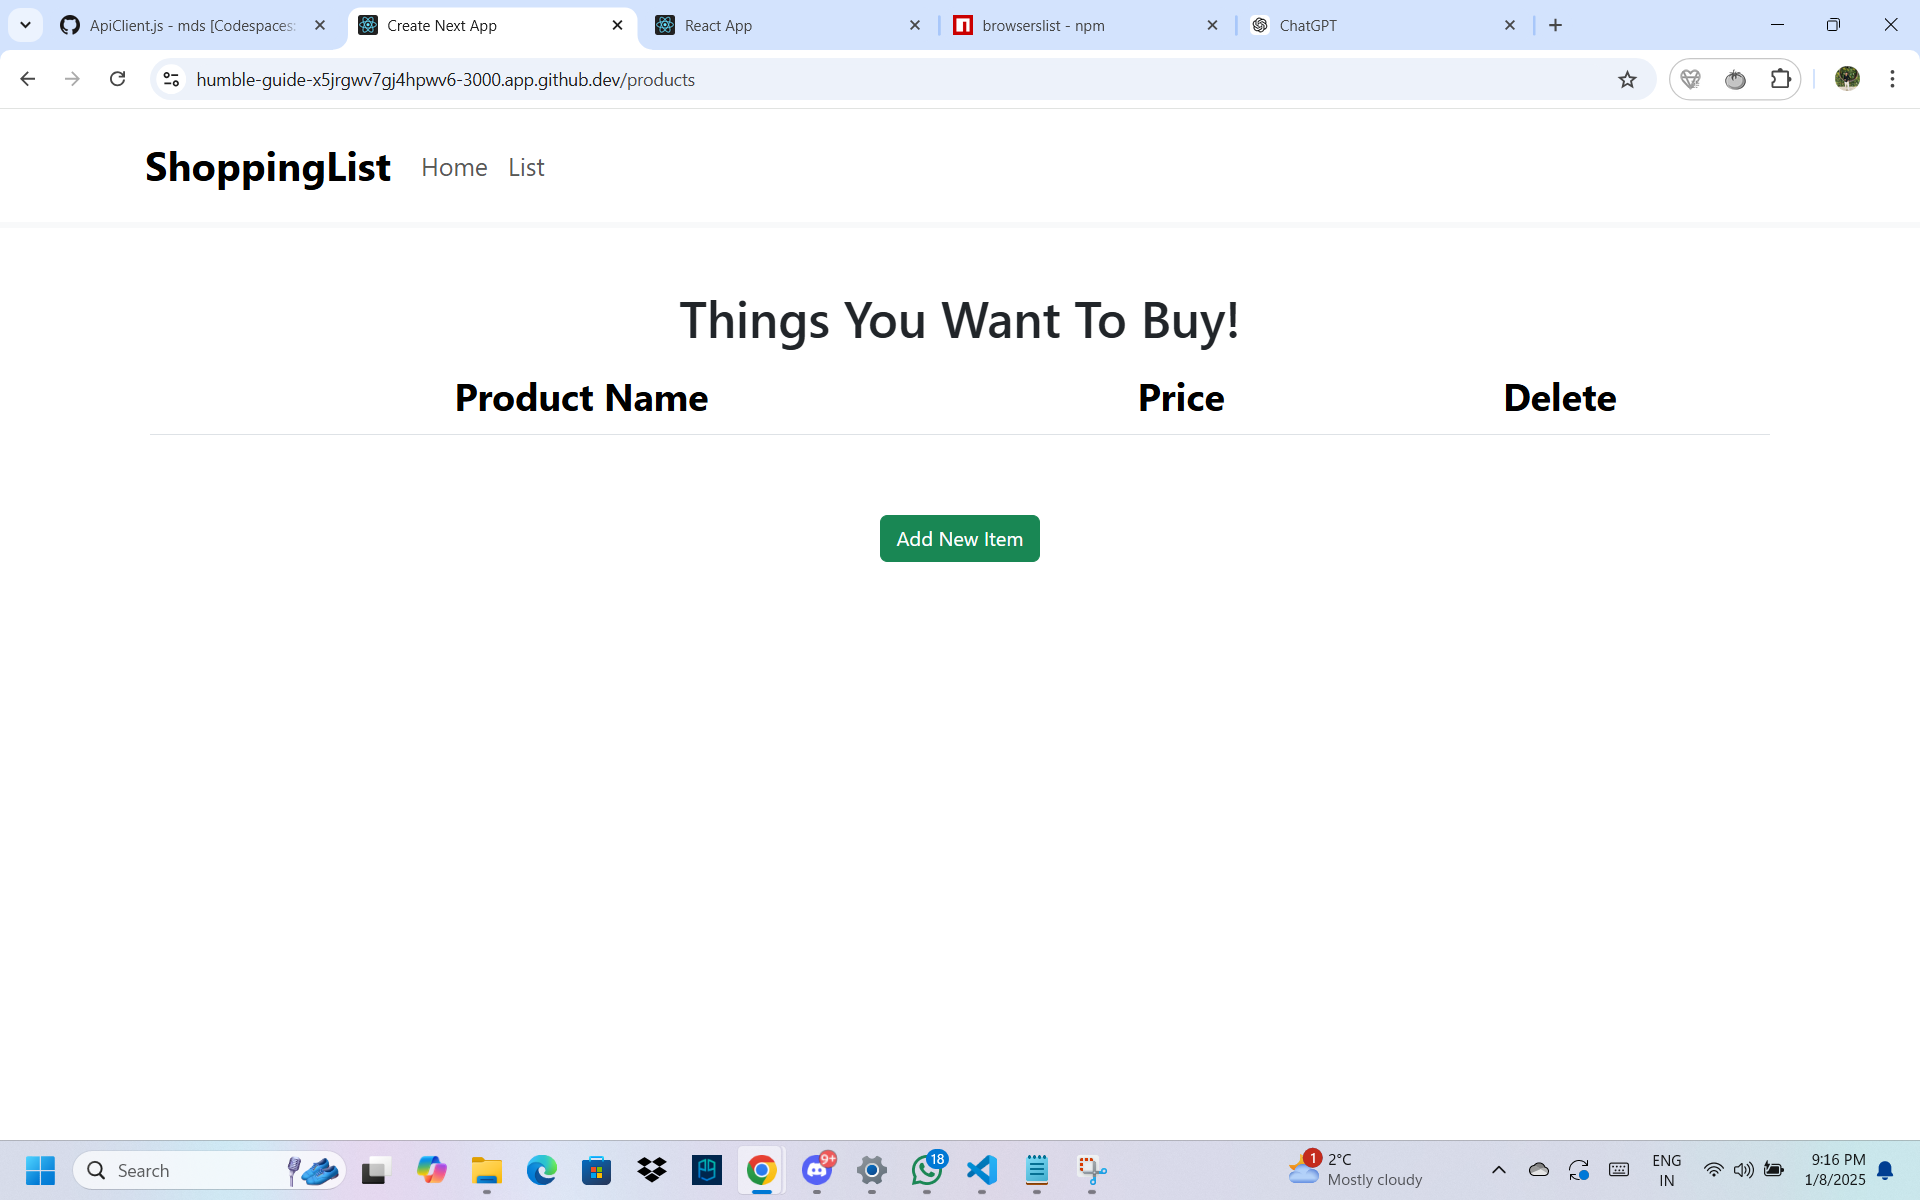 ApiClient.js - mds [Codespaces:
Create Next App
React App
browserslist - npm
ChatGPT
humble-guide-x5jrgwv7gj4hpwv6-3000.app.github.dev/products
ShoppingList Home List
Things You Want To Buy!
Product Name Price Delete
Add New Item
Search
9+
18
1
2°C
Mostly cloudy
ENG
IN
9:16 PM
1/8/2025